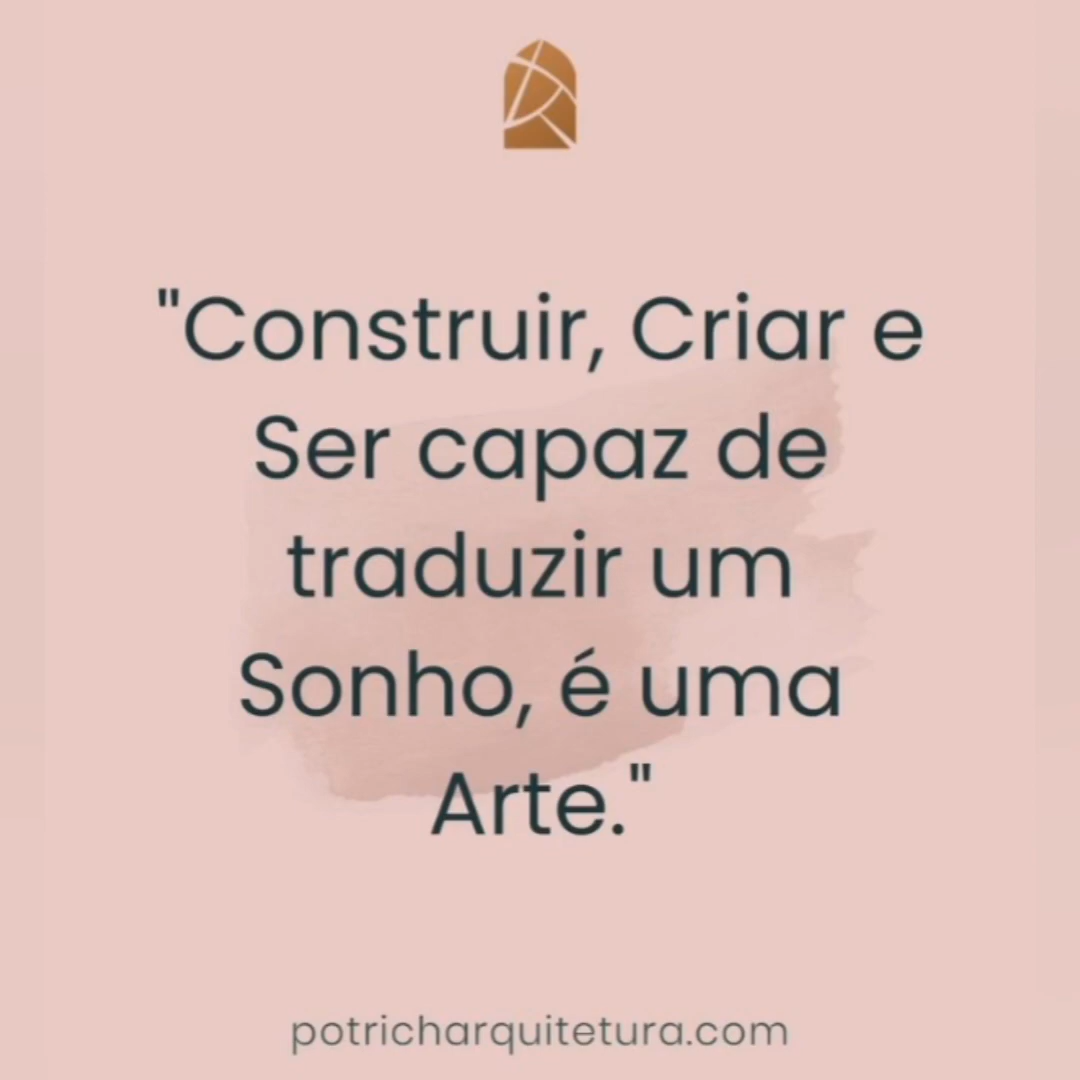 "Construir, Criar e
Ser capaz de
traduzir um
Sonho, é uma
Arte."
potricharquitetura.com